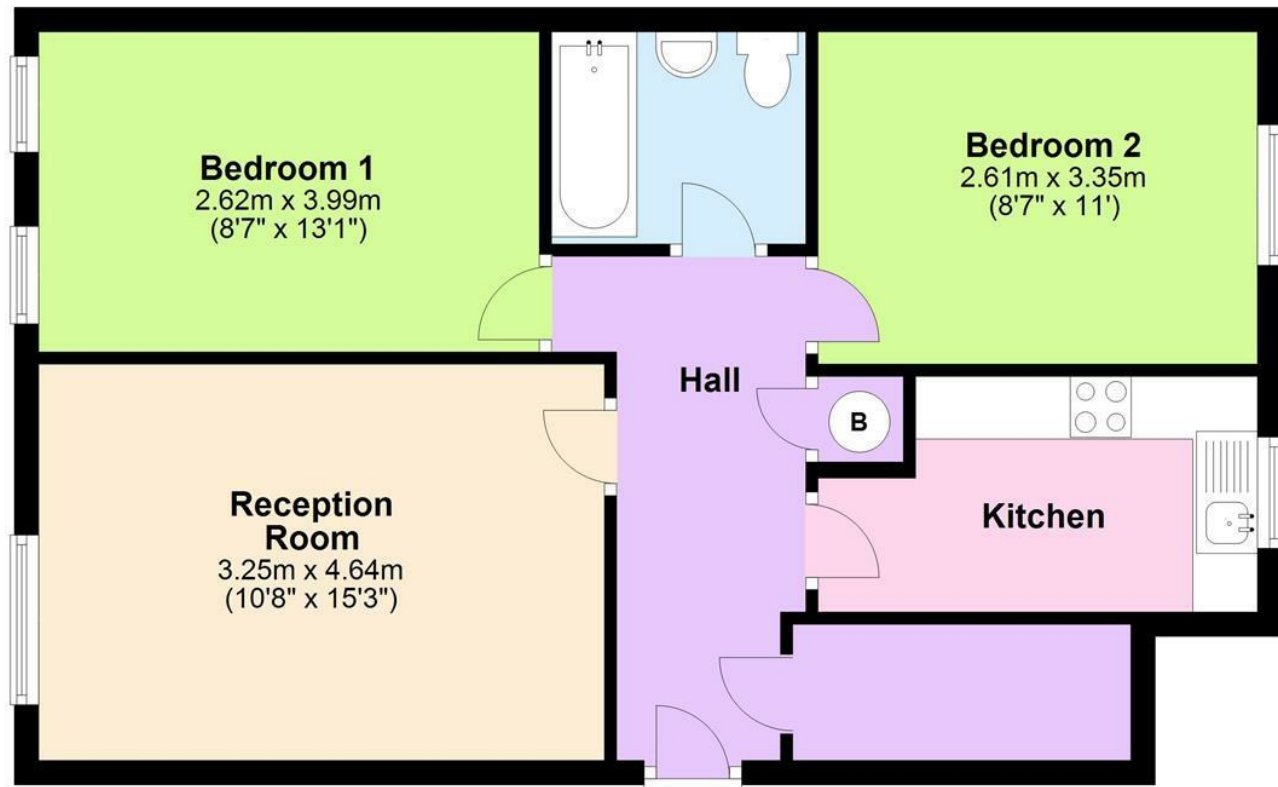 Bedroom 1
2.62m x 3.99m
(8'7" x 13'1")
Bedroom 2
2.61m x 3.35m
(8'7" x 11')
Hall
B
Reception
Room
3.25m x 4.64m
(10'8" x 15'3")
Kitchen